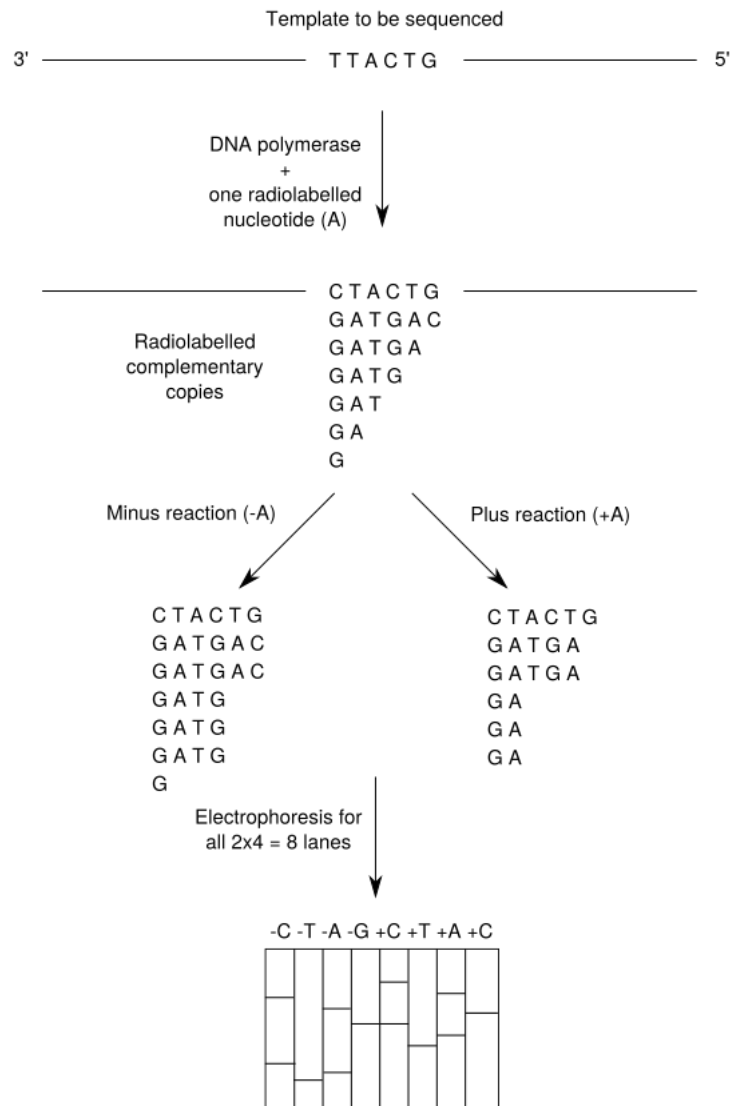 Template to be sequenced
3' TTACTG 5'
DNA polymerase
+
one radiolabelled
nucleotide (A)
CTACTG
GATGAC
Radiolabelled
complementary
copies
GATGA
GATG
GAT
GA
G
Minus reaction (-A)
Plus reaction (+A)
CTACTG
GATGAC
GATGAC
GATG
GATG
GATG
G
CTACTG
GATGA
GATGA
GA
GA
GA
Electrophoresis for
all 2x4 = 8 lanes
-C -T -A -G +C +T +A +C